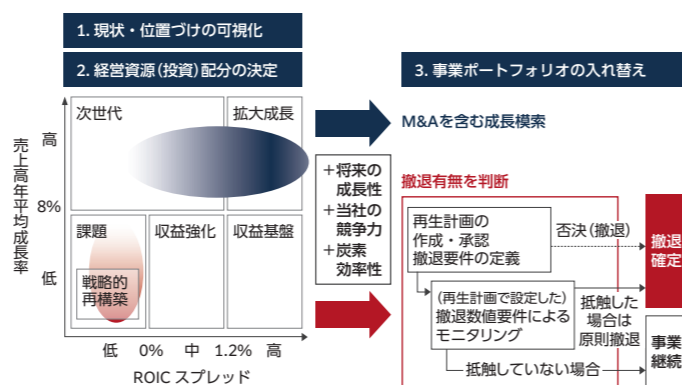 1. 現状・位置づけの可視化
2. 経営資源(投資)配分の決定
3. 事業ポートフォリオの入れ替え
売上高年平均成長率
高
8%
低
次世代
拡大成長
課題
収益強化
収益基盤
戦略的
再構築
低
0%
中
1.2%
高
ROIC スプレッド
+将来の
成長性
+当社の
競争力
+炭素
効率性
M&Aを含む成長模索
撤退有無を判断
再生計画の
作成・承認
撤退要件の定義
否決(撤退)
撤退
確定
(再生計画で設定した)
撤退数値要件による
モニタリング
抵触した
場合は
原則撤退
抵触していない場合
事業
継続